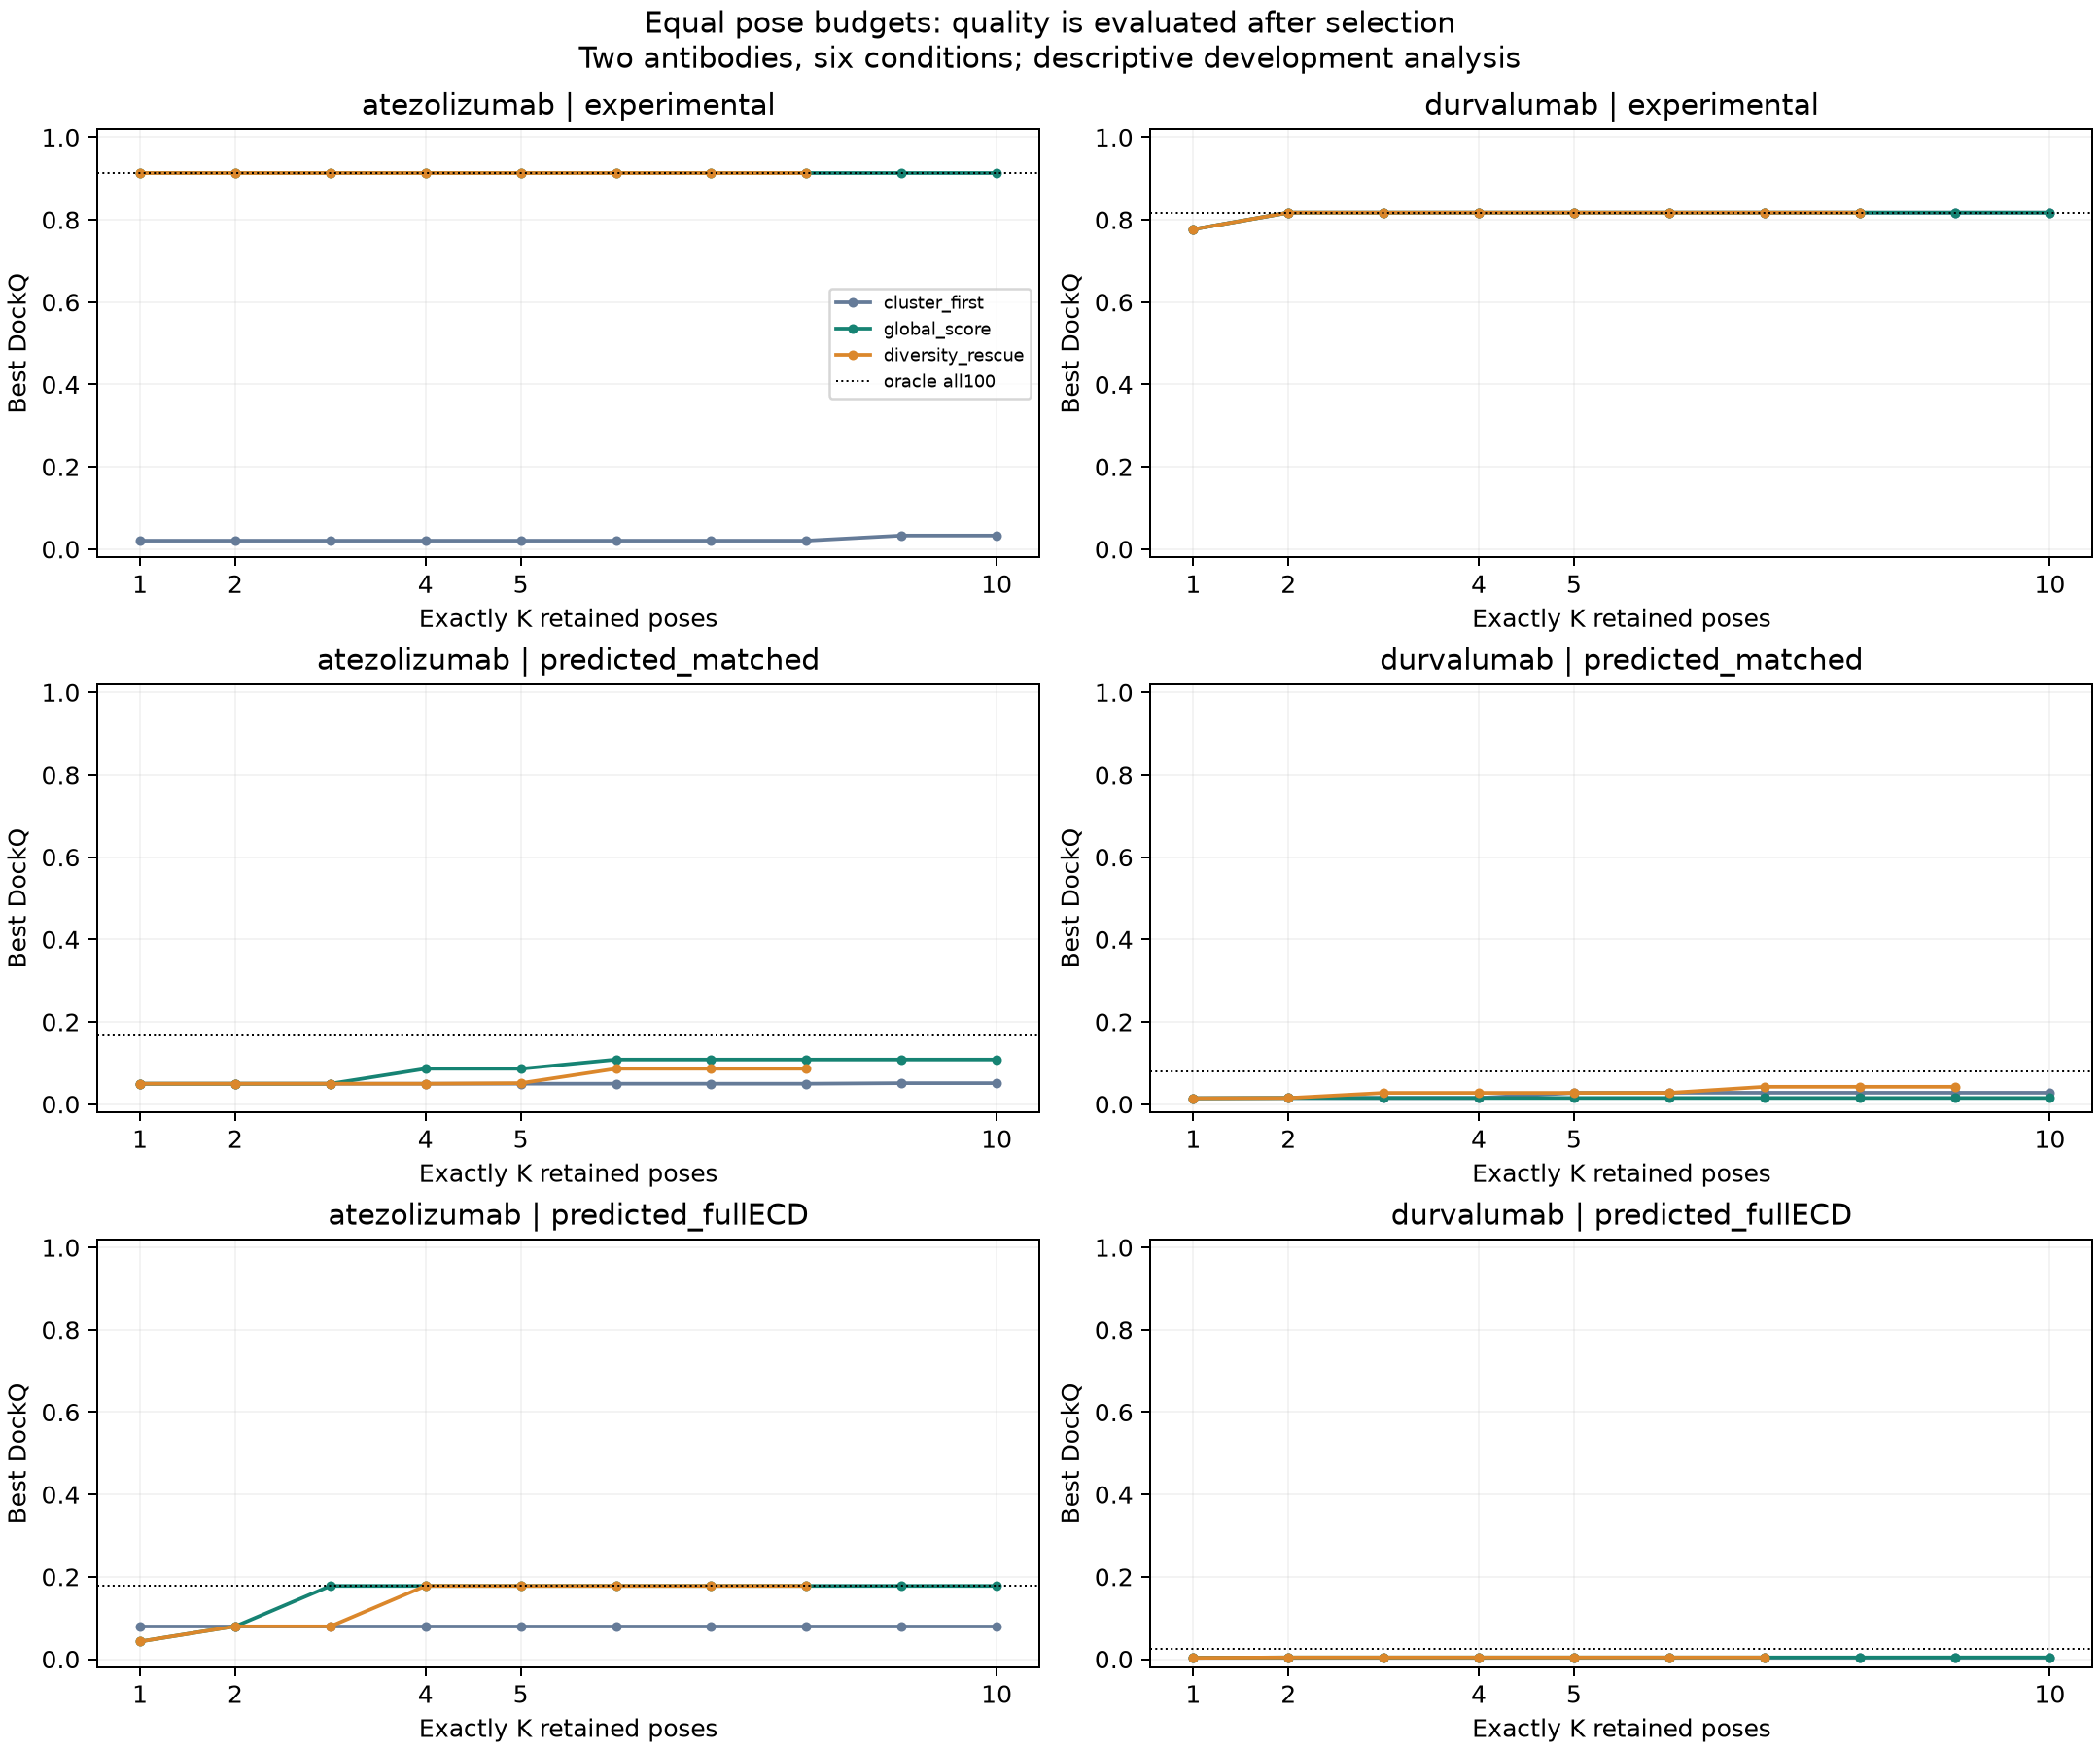 Equal pose budgets: quality is evaluated after selection
Two antibodies, six conditions; descriptive development analysis
atezolizumab | experimental
1.0
0.8
0.6
0.4
0.2
0.0
Best DockQ
cluster_first
global_score
diversity_rescue
oracle all100
1 2 4 5 10
Exactly K retained poses
durvalumab | experimental
1.0
0.8
0.6
0.4
0.2
0.0
Best DockQ
1 2 4 5 10
Exactly K retained poses
atezolizumab | predicted_matched
1.0
0.8
0.6
0.4
0.2
0.0
Best DockQ
1 2 4 5 10
Exactly K retained poses
durvalumab | predicted_matched
1.0
0.8
0.6
0.4
0.2
0.0
Best DockQ
1 2 4 5 10
Exactly K retained poses
atezolizumab | predicted_fullECD
1.0
0.8
0.6
0.4
0.2
0.0
Best DockQ
1 2 4 5 10
Exactly K retained poses
durvalumab | predicted_fullECD
1.0
0.8
0.6
0.4
0.2
0.0
Best DockQ
1 2 4 5 10
Exactly K retained poses